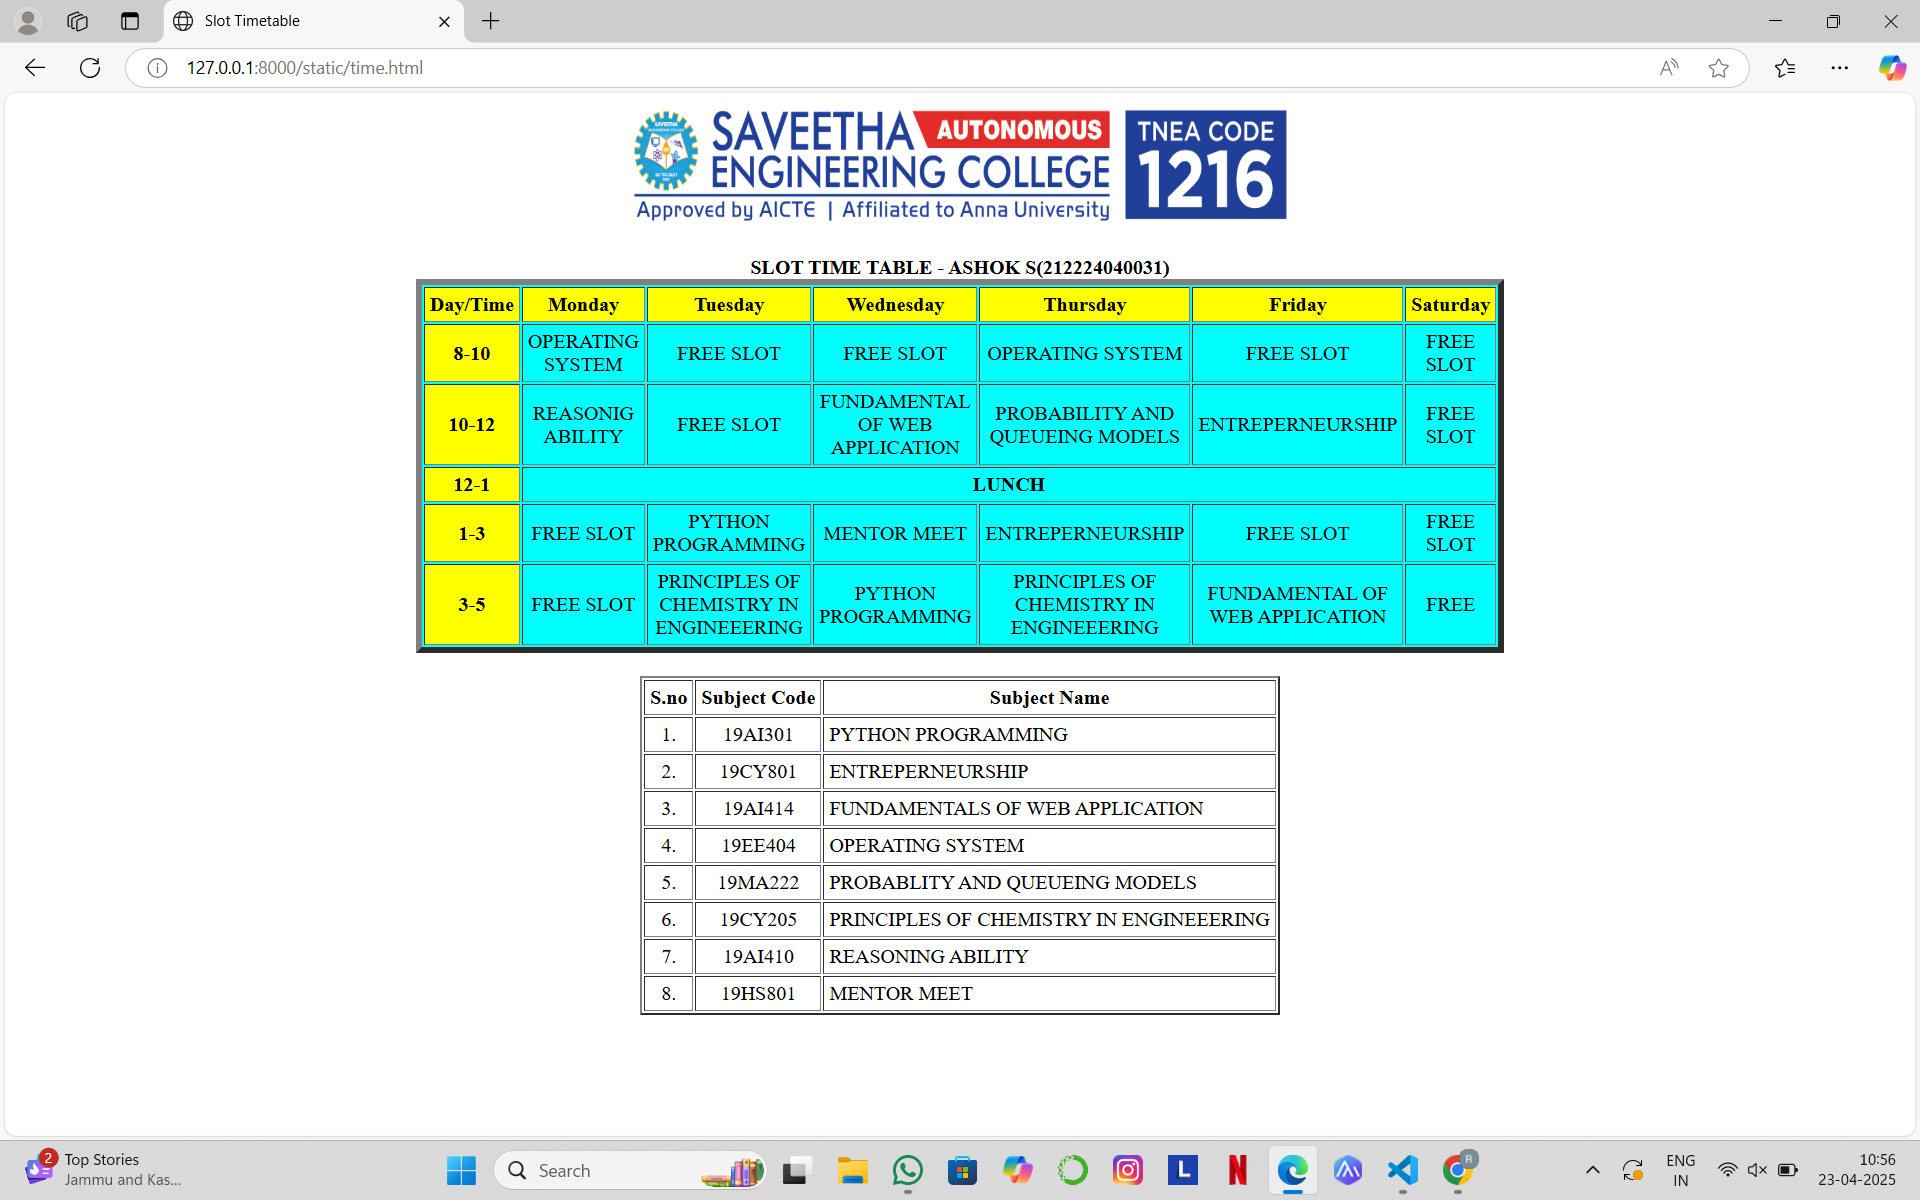 Slot Timetable
127.0.0.1:8000/static/time.html
SAVEETHA AUTONOMOUS
ENGINEERING COLLEGE
Approved by AICTE | Affiliated to Anna University
TNEA CODE
1216
SLOT TIME TABLE - ASHOK S(212224040031)
Day/Time Monday Tuesday Wednesday Thursday Friday Saturday
8-10 OPERATING SYSTEM FREE SLOT FREE SLOT OPERATING SYSTEM FREE SLOT FREE SLOT
10-12 REASONIG ABILITY FREE SLOT FUNDAMENTAL OF WEB APPLICATION PROBABILITY AND QUEUEING MODELS ENTREPERNEURSHIP FREE SLOT
12-1 LUNCH
1-3 FREE SLOT PYTHON PROGRAMMING MENTOR MEET ENTREPERNEURSHIP FREE SLOT FREE SLOT
3-5 FREE SLOT PRINCIPLES OF CHEMISTRY IN ENGINEEERING PYTHON PROGRAMMING PRINCIPLES OF CHEMISTRY IN ENGINEEERING FUNDAMENTAL OF WEB APPLICATION FREE
S.no Subject Code Subject Name
1. 19AI301 PYTHON PROGRAMMING
2. 19CY801 ENTREPERNEURSHIP
3. 19AI414 FUNDAMENTALS OF WEB APPLICATION
4. 19EE404 OPERATING SYSTEM
5. 19MA222 PROBABLITY AND QUEUEING MODELS
6. 19CY205 PRINCIPLES OF CHEMISTRY IN ENGINEEERING
7. 19AI410 REASONING ABILITY
8. 19HS801 MENTOR MEET
2
Top Stories
Jammu and Kas...
Search
L
N
R
ENG
IN
10:56
23-04-2025